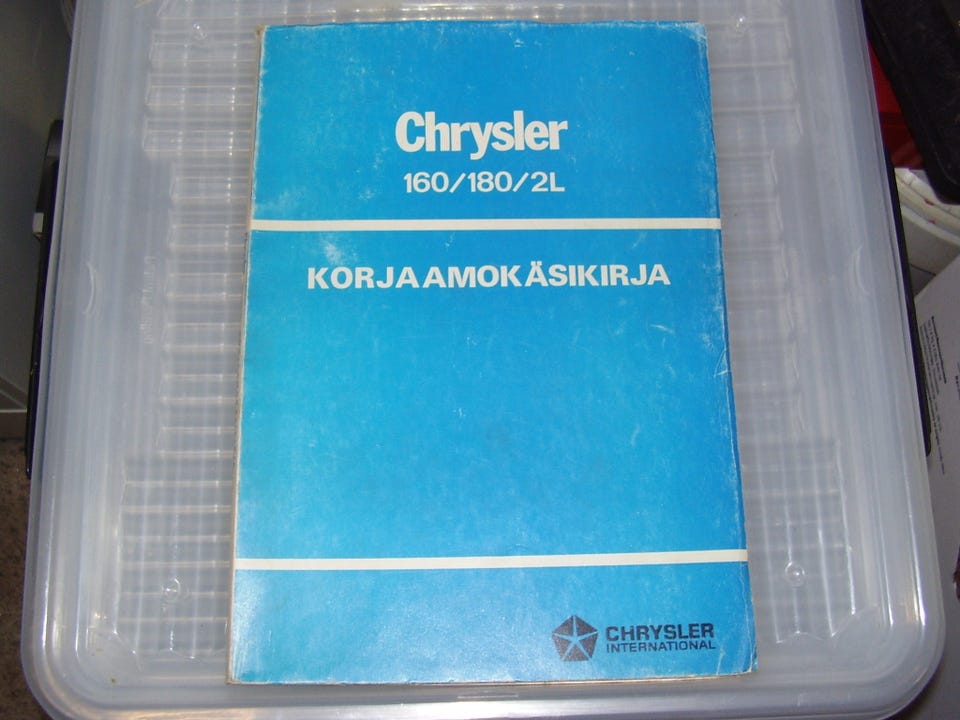 Chrysler
160/180/2L
KORJAAMOKÄSIKIRJA
CHRYSLER
INTERNATIONAL